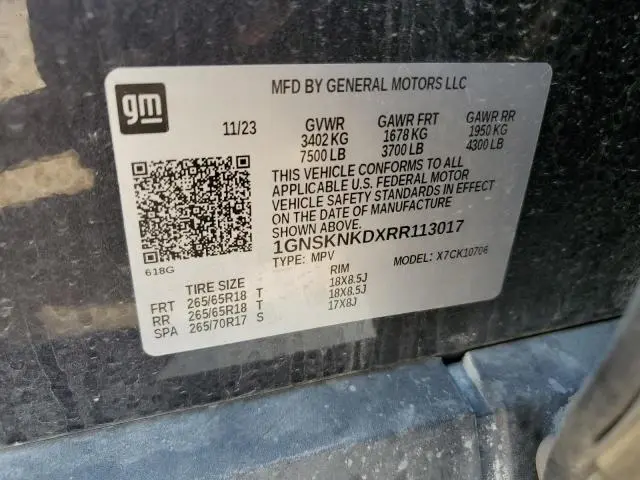 gm
MFD BY GENERAL MOTORS LLC
11/23 GVWR GAWR FRT GAWR RR
3402 KG 1678 KG 1950 KG
7500 LB 3700 LB 4300 LB
THIS VEHICLE CONFORMS TO ALL
APPLICABLE U.S. FEDERAL MOTOR
VEHICLE SAFETY STANDARDS IN EFFECT
ON THE DATE OF MANUFACTURE
SHOWN ABOVE.
1GNSKNKDXRR113017
TYPE: MPV MODEL: X7CK10706
618G
TIRE SIZE RIM
FRT 265/65R18 T 18X8.5J
RR 265/65R18 T 18X8.5J
SPA 265/70R17 S 17X8J